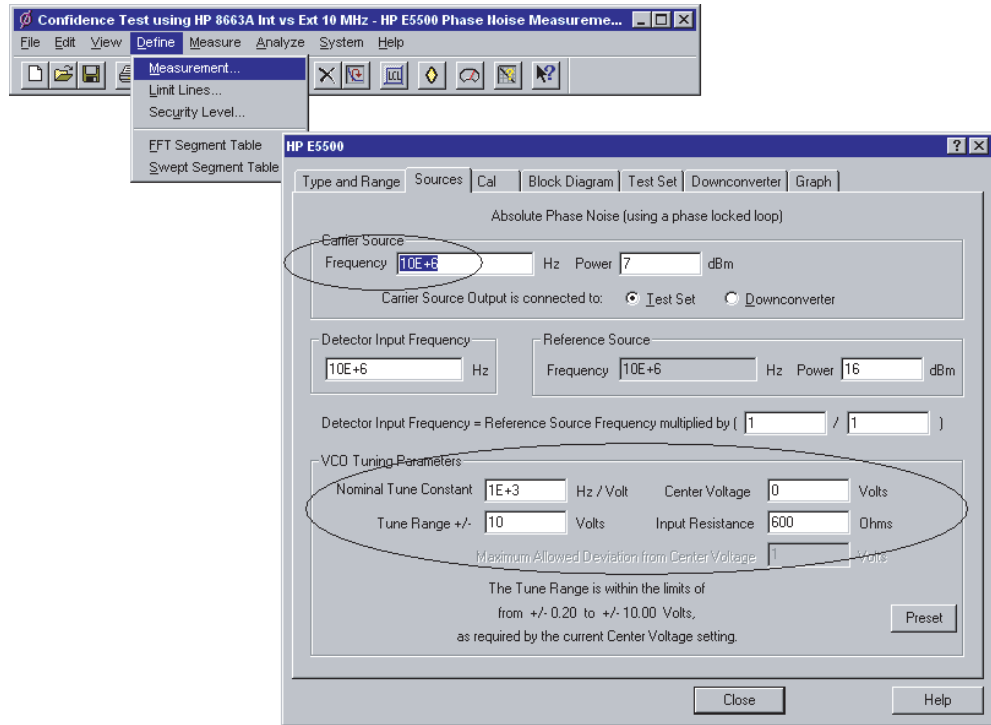 Confidence Test using HP 8663A Int vs Ext 10 MHz - HP E5500 Phase Noise Measureme...
File Edit View Define Measure Analyze System Help
Measurement...
Limit Lines...
Security Level...
FFT Segment Table
Swept Segment Table
HP E5500
Type and Range Sources Cal Block Diagram Test Set Downconverter Graph
Absolute Phase Noise (using a phase locked loop)
Carrier Source
Frequency 10E+6 Hz Power 7 dBm
Carrier Source Output is connected to: Test Set Downconverter
Detector Input Frequency
10E+6 Hz
Reference Source
Frequency 10E+6 Hz Power 16 dBm
Detector Input Frequency = Reference Source Frequency multiplied by ( 1 / 1 )
VCO Tuning Parameters
Nominal Tune Constant 1E+3 Hz / Volt Center Voltage 0 Volts
Tune Range +/- 10 Volts Input Resistance 600 Ohms
Maximum Allowed Deviation from Center Voltage 1 Volts
The Tune Range is within the limits of
from +/- 0.20 to +/- 10.00 Volts,
as required by the current Center Voltage setting.
Preset
Close Help